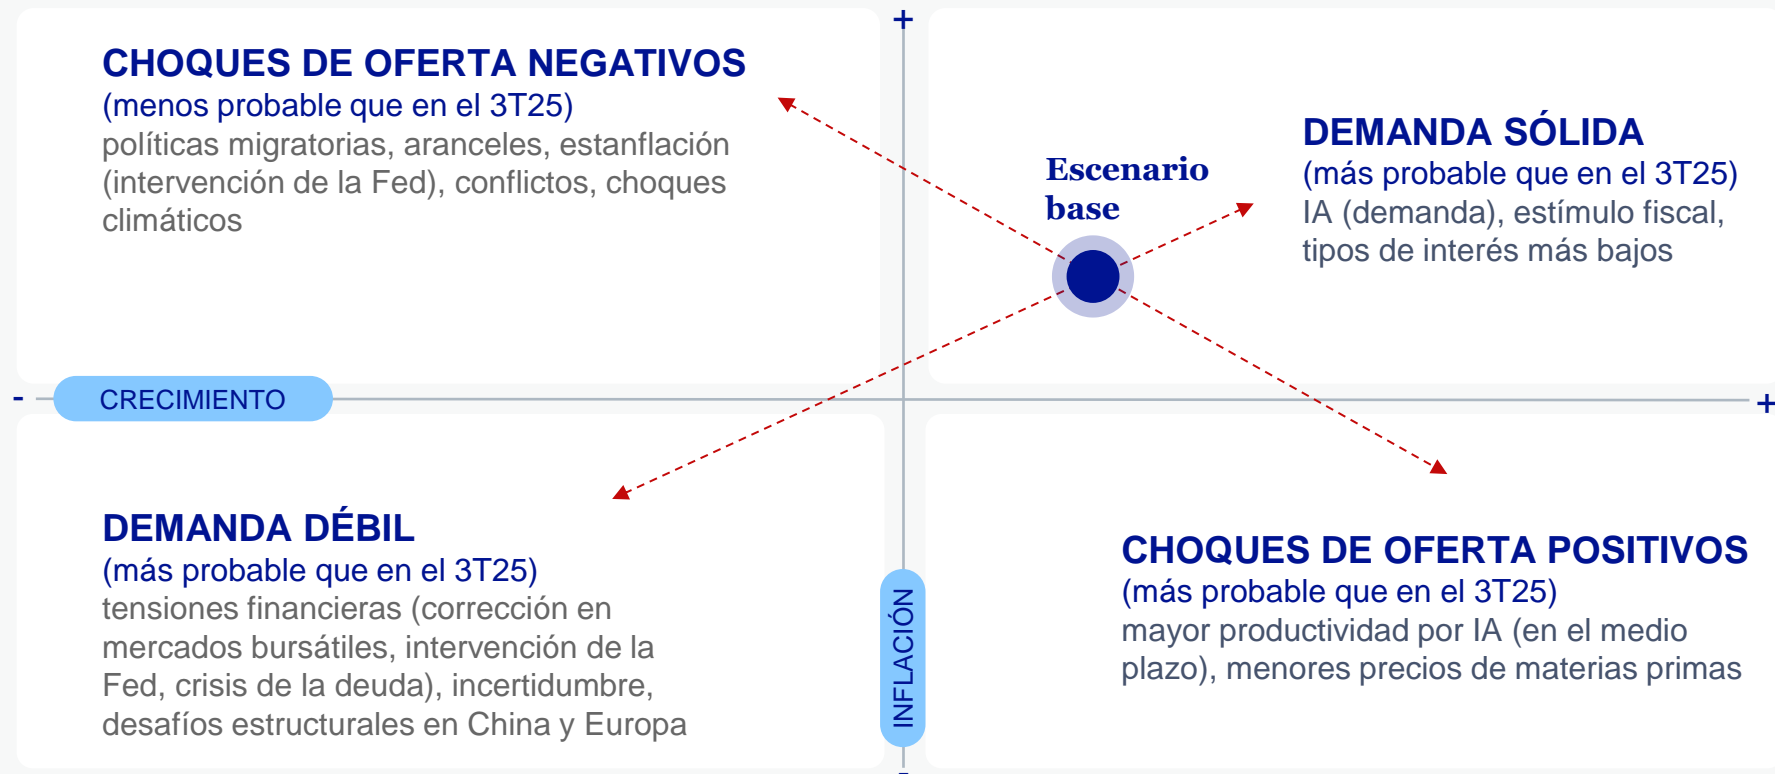 +
CHOQUES DE OFERTA NEGATIVOS
(menos probable que en el 3T25)
políticas migratorias, aranceles, estanflación
(intervención de la Fed), conflictos, choques
climáticos
Escenario
base
DEMANDA SÓLIDA
(más probable que en el 3T25)
IA (demanda), estímulo fiscal,
tipos de interés más bajos
- CRECIMIENTO +
DEMANDA DÉBIL
(más probable que en el 3T25)
tensiones financieras (corrección en
mercados bursátiles, intervención de la
Fed, crisis de la deuda), incertidumbre,
desafíos estructurales en China y Europa
INFLACIÓN
CHOQUES DE OFERTA POSITIVOS
(más probable que en el 3T25)
mayor productividad por IA (en el medio
plazo), menores precios de materias primas
-